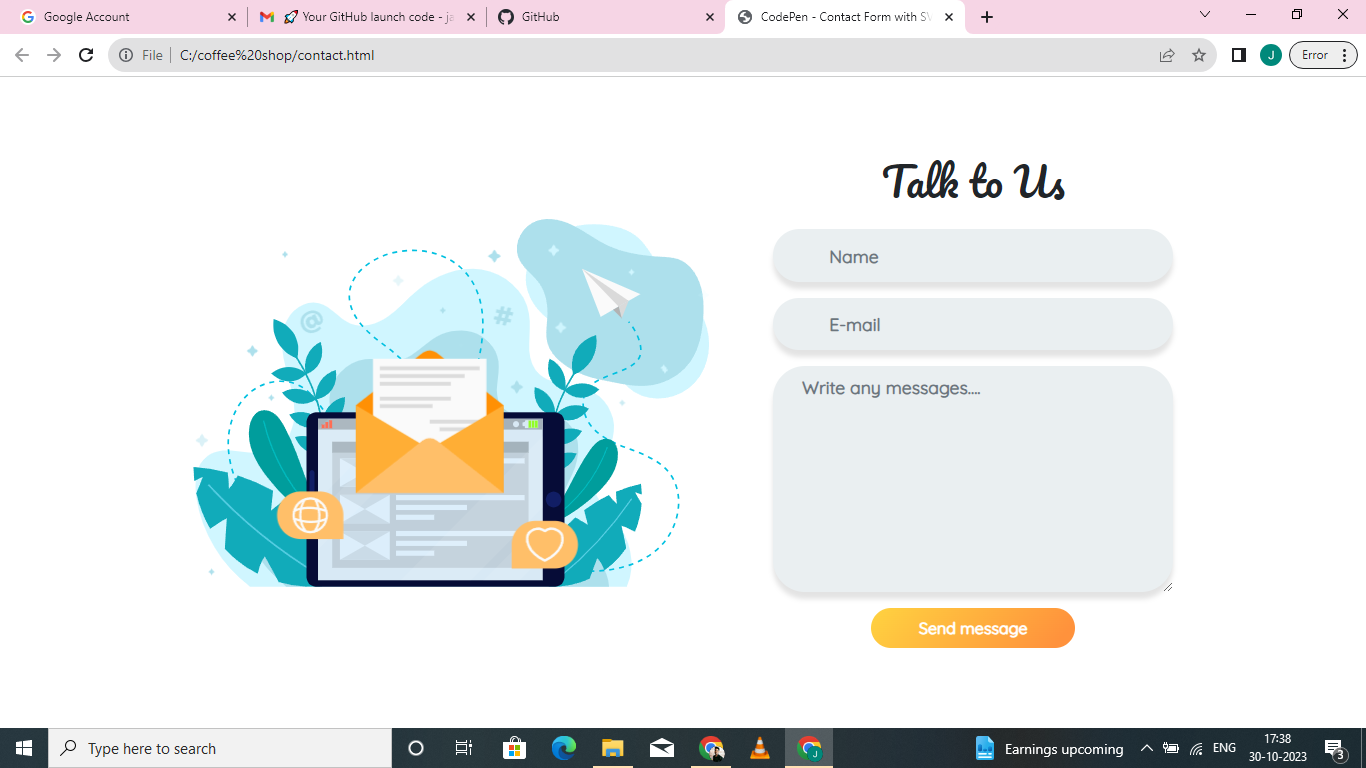 Google Account
🚀 Your GitHub launch code - ja
GitHub
CodePen - Contact Form with SV
File
C:/coffee%20shop/contact.html
J
Error
Talk to Us
Name
E-mail
Write any messages....
Send message
@
#
Type here to search
J
Earnings upcoming
ENG
17:38
30-10-2023
3